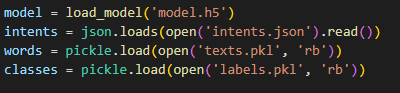 model = load_model('model.h5')
intents = json.loads(open('intents.json').read())
words = pickle.load(open('texts.pkl', 'rb'))
classes = pickle.load(open('labels.pkl', 'rb'))